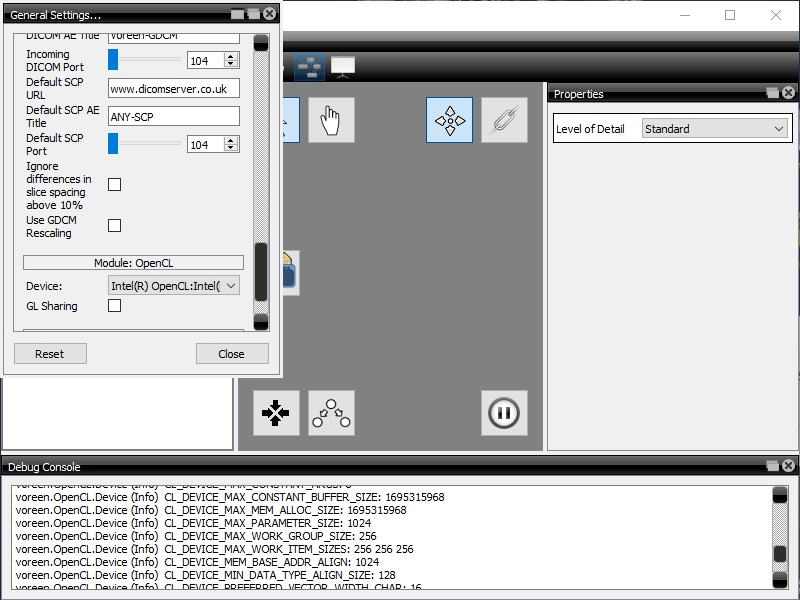 General Settings...
DICOM AE Title
Voreen-GDCM
Incoming
DICOM Port
104
Default SCP
URL
www.dicomserver.co.uk
Default SCP AE
Title
ANY-SCP
Default SCP
Port
104
Ignore
differences in
slice spacing
above 10%
Use GDCM
Rescaling
Module: OpenCL
Device:
Intel(R) OpenCL:Intel(
GL Sharing
Reset
Close
Properties
Level of Detail
Standard
Debug Console
voreen.OpenCL.Device (Info) CL_DEVICE_MAX_CONSTANT_ARGS: 8
voreen.OpenCL.Device (Info) CL_DEVICE_MAX_CONSTANT_BUFFER_SIZE: 1695315968
voreen.OpenCL.Device (Info) CL_DEVICE_MAX_MEM_ALLOC_SIZE: 1695315968
voreen.OpenCL.Device (Info) CL_DEVICE_MAX_PARAMETER_SIZE: 1024
voreen.OpenCL.Device (Info) CL_DEVICE_MAX_WORK_GROUP_SIZE: 256
voreen.OpenCL.Device (Info) CL_DEVICE_MAX_WORK_ITEM_SIZES: 256 256 256
voreen.OpenCL.Device (Info) CL_DEVICE_MEM_BASE_ADDR_ALIGN: 1024
voreen.OpenCL.Device (Info) CL_DEVICE_MIN_DATA_TYPE_ALIGN_SIZE: 128
voreen.OpenCL.Device (Info) CL_DEVICE_PREFERRED_VECTOR_WIDTH_CHAR: 16